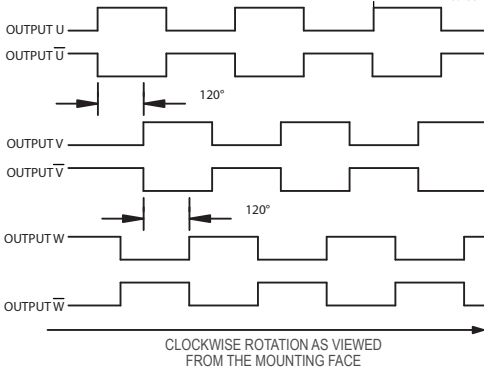 OUTPUT U
OUTPUT U̅
120°
OUTPUT V
OUTPUT V̅
120°
OUTPUT W
OUTPUT W̅
CLOCKWISE ROTATION AS VIEWED
FROM THE MOUNTING FACE